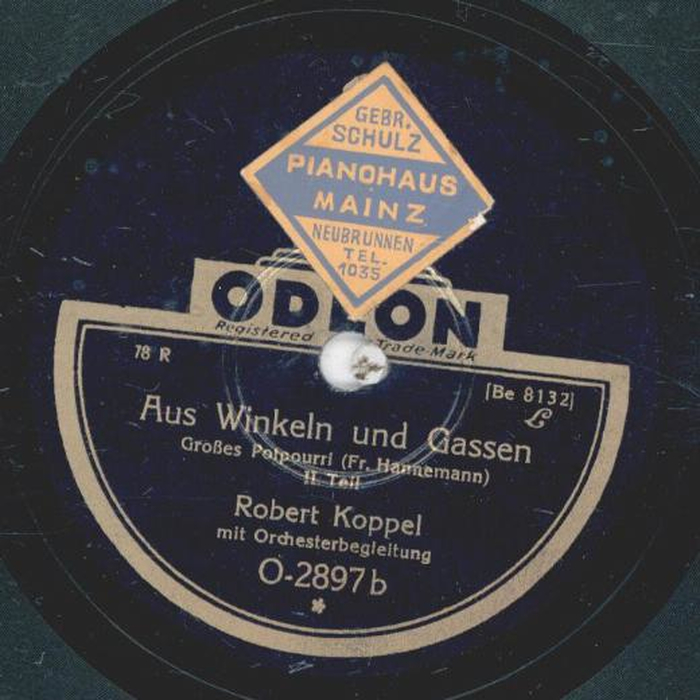 GEBR.
SCHULZ
PIANOHAUS
MAINZ
NEUBRUNNEN
TEL.
1035
ODEON
Registered Trade-Mark
78 R
[Be 8132]
Aus Winkeln und Gassen
Großes Potpourri (Fr. Hannemann)
II. Teil
Robert Koppel
mit Orchesterbegleitung
O-2897b